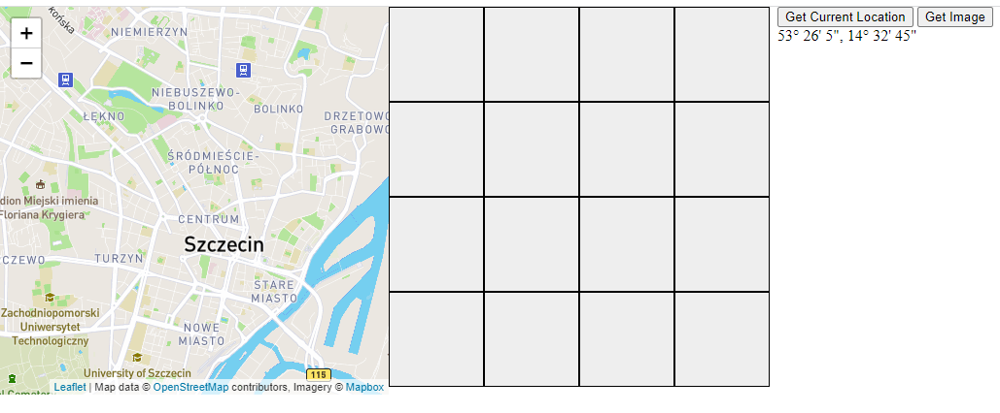 końska
NIEMIERZYN
NIEBUSZEWO-
BOLINKO
BOLINKO
ŁĘKNO
DRZETOWO
GRABOWO
ŚRÓDMIEŚCIE-
PÓŁNOC
dion Miejski imienia
Floriana Krygiera
CENTRUM
Szczecin
CZEWO
TURZYN
STARE
MIASTO
Zachodniopomorski
Uniwersytet
Technologiczny
NOWE
MIASTO
University of Szczecin
115
+
−
Leaflet | Map data © OpenStreetMap contributors, Imagery © Mapbox
Get Current Location
Get Image
53° 26' 5", 14° 32' 45"